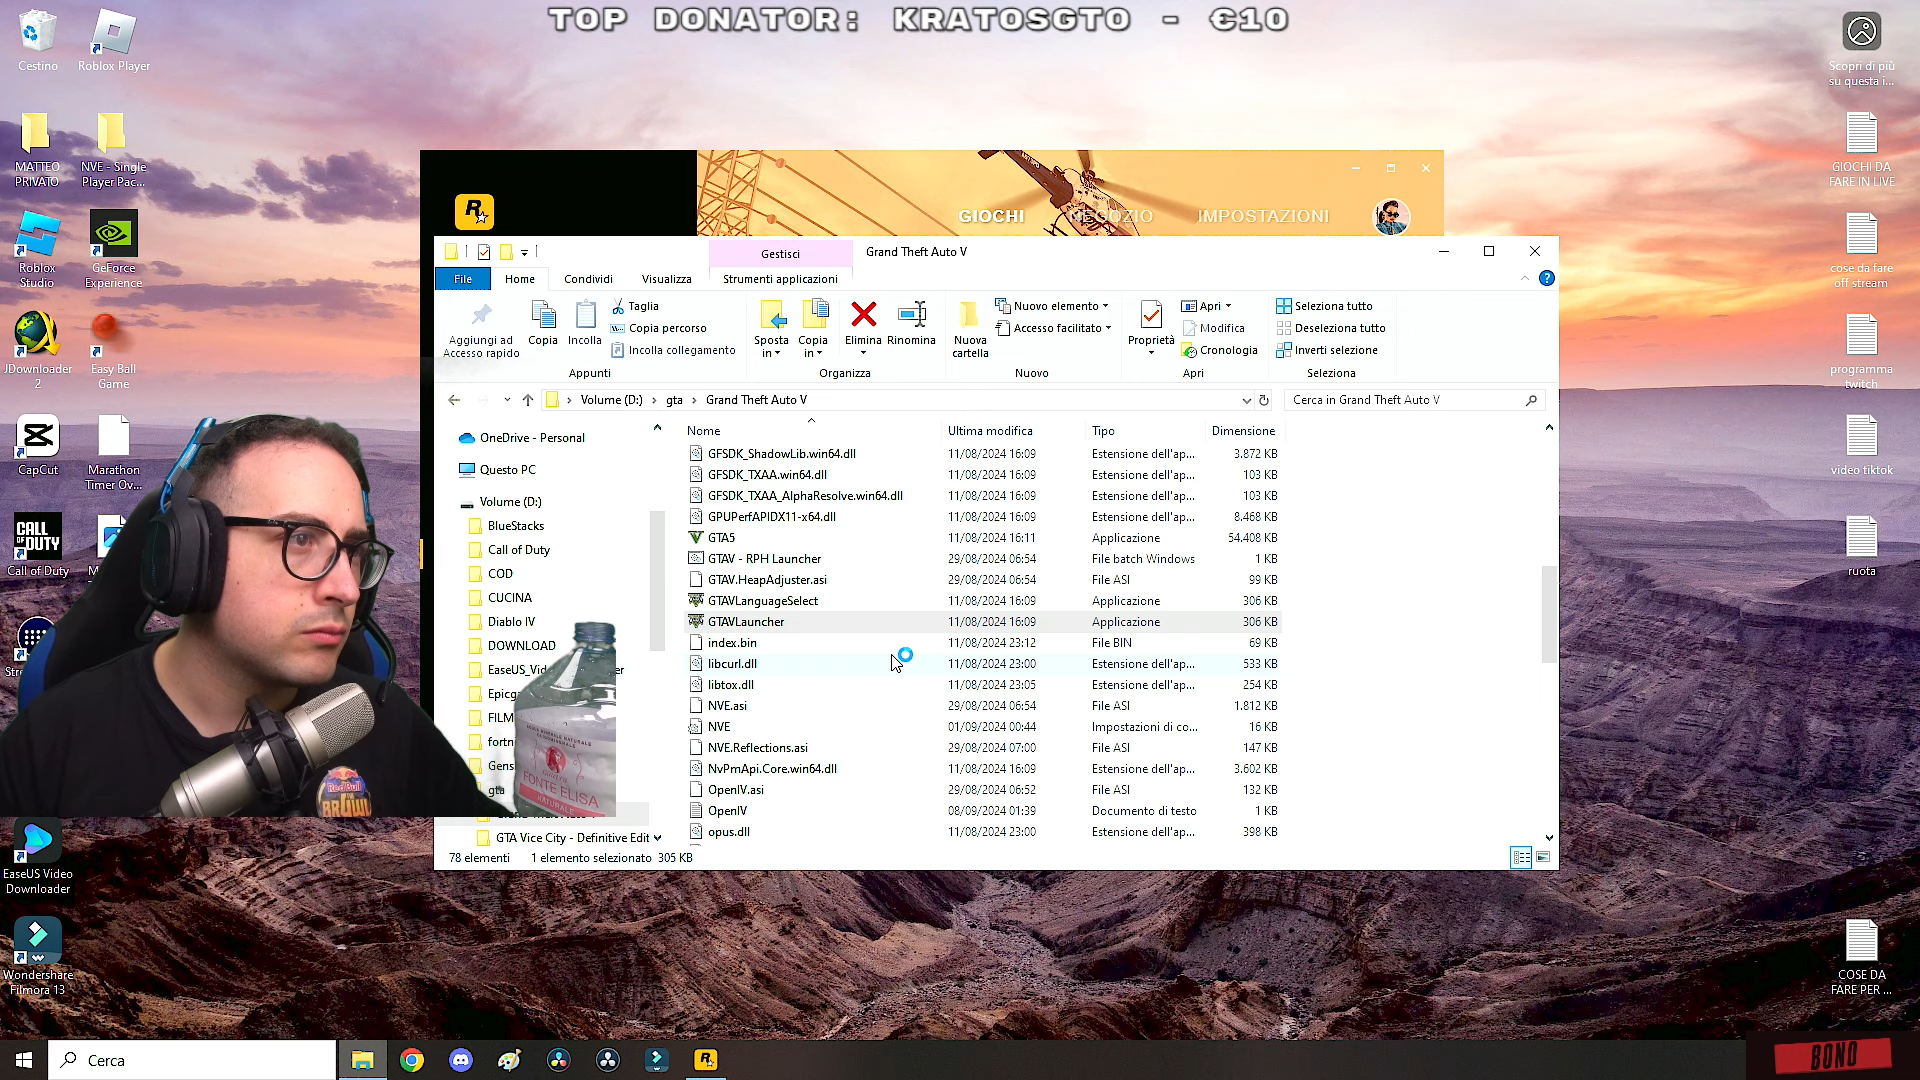 TOP DONATOR: KRATOSGTO - €10
Cestino
Roblox Player
MATTEO
PRIVATO
NVE - Single
Player Pac...
Roblox
Studio
GeForce
Experience
JDownloader
2
Easy Ball
Game
CapCut
Marathon
Timer Ov...
CALL OF DUTY
Call of Duty
EaseUS Video
Downloader
Wondershare
Filmora 13
Scopri di più
su questa i...
GIOCHI DA
FARE IN LIVE
cose da fare
off stream
programma
twitch
video tiktok
ruota
COSE DA
FARE PER ...
GIOCHI
NEGOZIO
IMPOSTAZIONI
Gestisci
Grand Theft Auto V
File
Home
Condividi
Visualizza
Strumenti applicazioni
Aggiungi ad
Accesso rapido
Copia
Incolla
Taglia
Copia percorso
Incolla collegamento
Appunti
Sposta
in
Copia
in
Elimina
Rinomina
Organizza
Nuova
cartella
Nuovo elemento
Accesso facilitato
Nuovo
Proprietà
Apri
Modifica
Cronologia
Apri
Seleziona tutto
Deseleziona tutto
Inverti selezione
Seleziona
Volume (D:) › gta › Grand Theft Auto V
Cerca in Grand Theft Auto V
OneDrive - Personal
Questo PC
Volume (D:)
BlueStacks
Call of Duty
COD
CUCINA
Diablo IV
DOWNLOAD
EaseUS_Vid
er
Epicga
FILM
fortni
Gens
gta
GTA Vice City - Definitive Edit
Nome Ultima modifica Tipo Dimensione
GFSDK_ShadowLib.win64.dll 11/08/2024 16:09 Estensione dell'ap... 3.872 KB
GFSDK_TXAA.win64.dll 11/08/2024 16:09 Estensione dell'ap... 103 KB
GFSDK_TXAA_AlphaResolve.win64.dll 11/08/2024 16:09 Estensione dell'ap... 103 KB
GPUPerfAPIDX11-x64.dll 11/08/2024 16:09 Estensione dell'ap... 8.468 KB
GTA5 11/08/2024 16:11 Applicazione 54.408 KB
GTAV - RPH Launcher 29/08/2024 06:54 File batch Windows 1 KB
GTAV.HeapAdjuster.asi 29/08/2024 06:54 File ASI 99 KB
GTAVLanguageSelect 11/08/2024 16:09 Applicazione 306 KB
GTAVLauncher 11/08/2024 16:09 Applicazione 306 KB
index.bin 11/08/2024 23:12 File BIN 69 KB
libcurl.dll 11/08/2024 23:00 Estensione dell'ap... 533 KB
libtox.dll 11/08/2024 23:05 Estensione dell'ap... 254 KB
NVE.asi 29/08/2024 06:54 File ASI 1.812 KB
NVE 01/09/2024 00:44 Impostazioni di co... 16 KB
NVE.Reflections.asi 29/08/2024 07:00 File ASI 147 KB
NvPmApi.Core.win64.dll 11/08/2024 16:09 Estensione dell'ap... 3.602 KB
OpenIV.asi 29/08/2024 06:52 File ASI 132 KB
OpenIV 08/09/2024 01:39 Documento di testo 1 KB
opus.dll 11/08/2024 23:00 Estensione dell'ap... 398 KB
78 elementi 1 elemento selezionato 305 KB
FONTE ELISA
NATURALE
Red Bull
BRAWL
Cerca
BONO